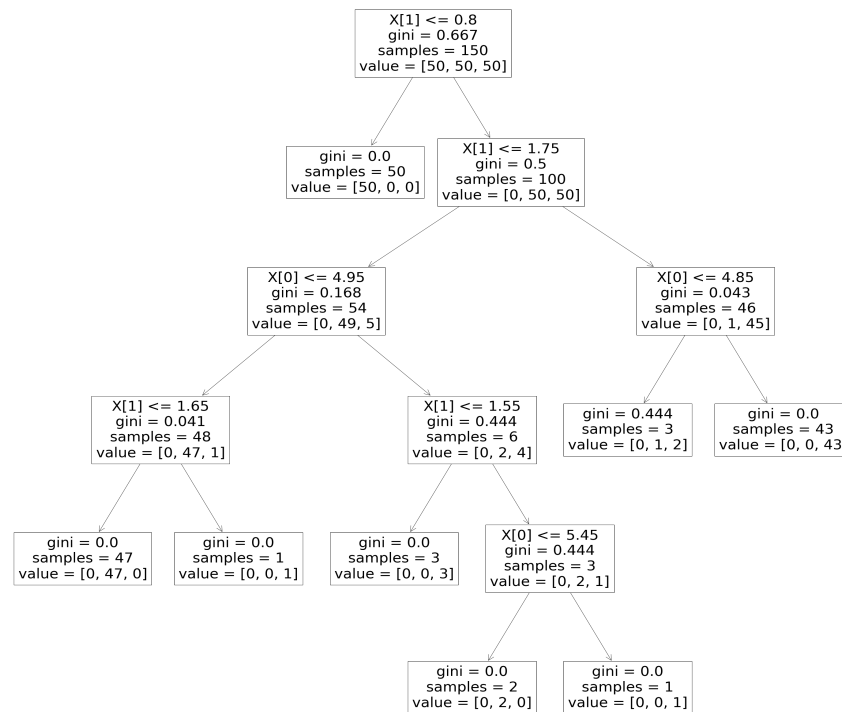 X[1] <= 0.8
gini = 0.667
samples = 150
value = [50, 50, 50]
gini = 0.0
samples = 50
value = [50, 0, 0]
X[1] <= 1.75
gini = 0.5
samples = 100
value = [0, 50, 50]
X[0] <= 4.95
gini = 0.168
samples = 54
value = [0, 49, 5]
X[0] <= 4.85
gini = 0.043
samples = 46
value = [0, 1, 45]
X[1] <= 1.65
gini = 0.041
samples = 48
value = [0, 47, 1]
X[1] <= 1.55
gini = 0.444
samples = 6
value = [0, 2, 4]
gini = 0.444
samples = 3
value = [0, 1, 2]
gini = 0.0
samples = 43
value = [0, 0, 43
gini = 0.0
samples = 47
value = [0, 47, 0]
gini = 0.0
samples = 1
value = [0, 0, 1]
gini = 0.0
samples = 3
value = [0, 0, 3]
X[0] <= 5.45
gini = 0.444
samples = 3
value = [0, 2, 1]
gini = 0.0
samples = 2
value = [0, 2, 0]
gini = 0.0
samples = 1
value = [0, 0, 1]